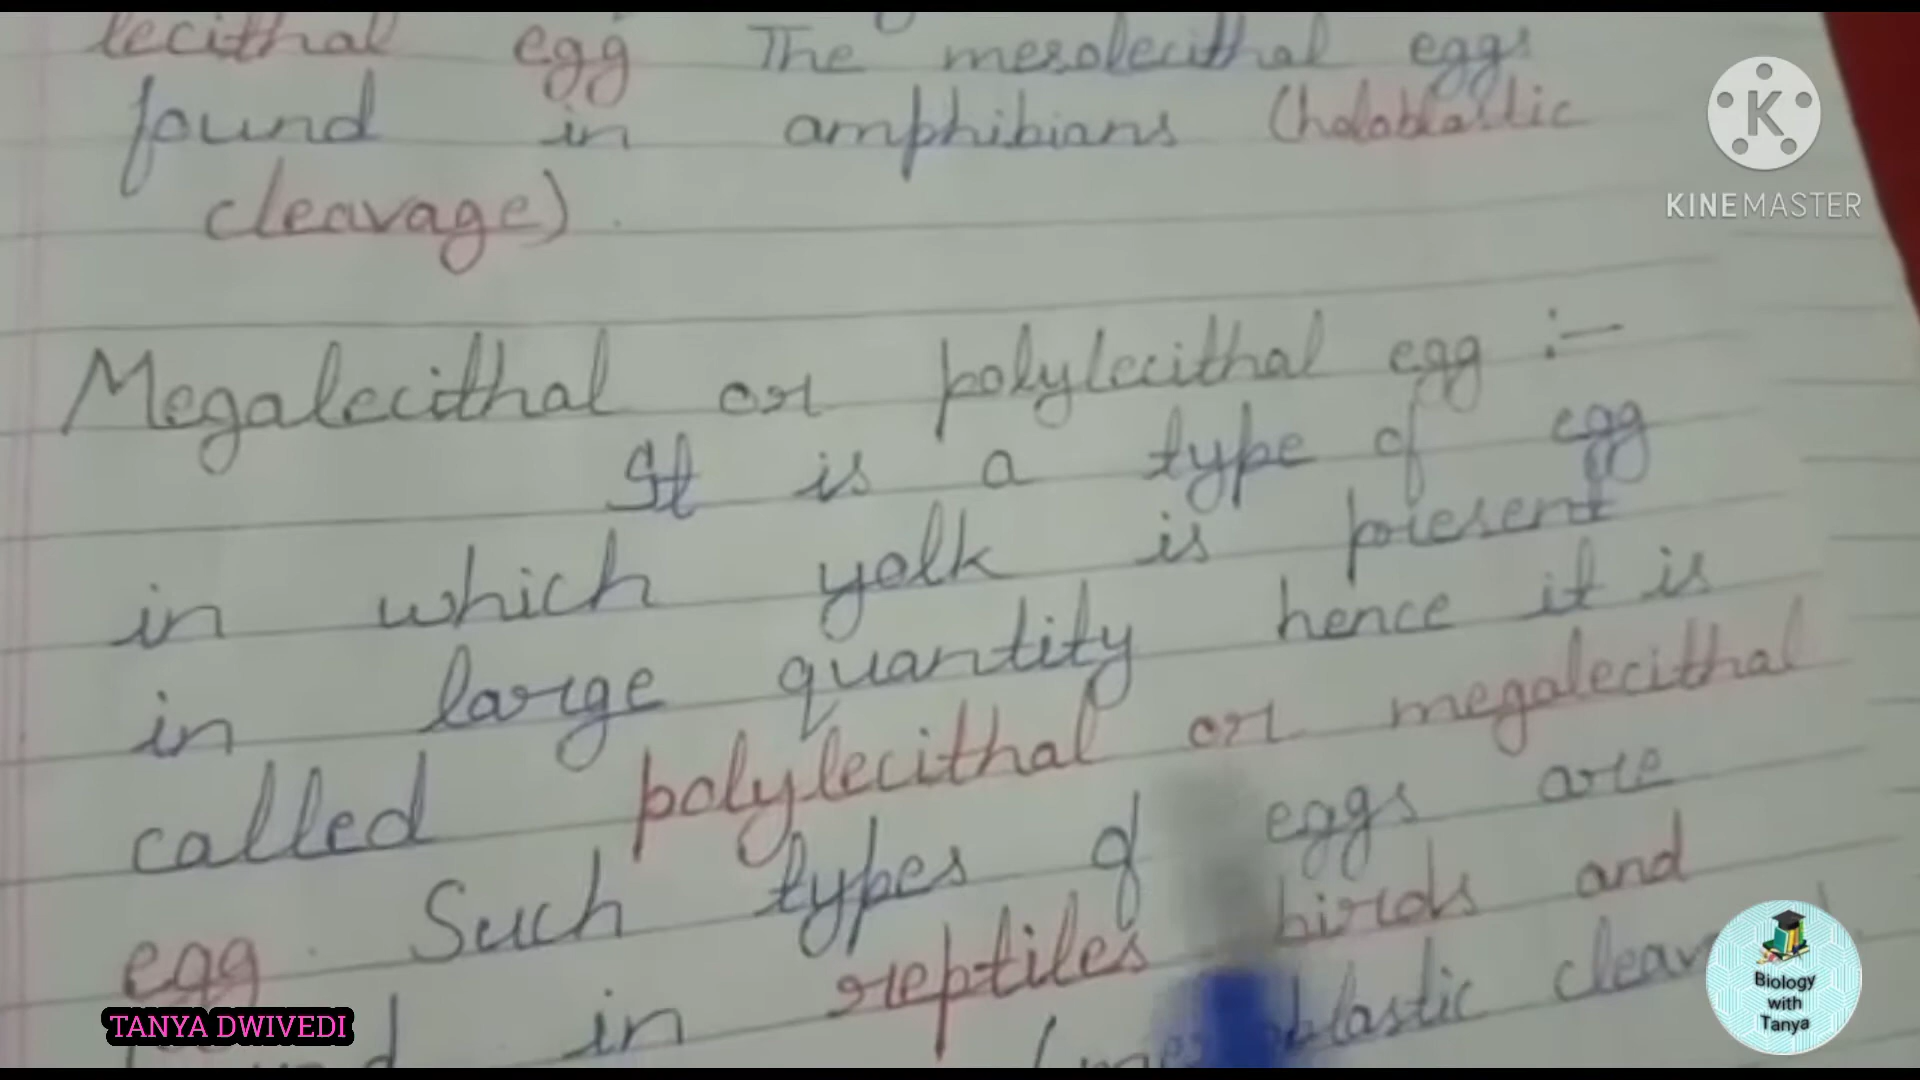 lecithal egg The mesolecithal eggs
found in amphibians (holoblastic
cleavage).
Megalecithal or polylecithal egg :-
It is a type of egg
in which yolk is present
in large quantity hence it is
called polylecithal or megalecithal
egg. Such types of eggs are
in reptiles birds and
cleav
K
KINEMASTER
TANYA DWIVEDI
Biology
with
Tanya